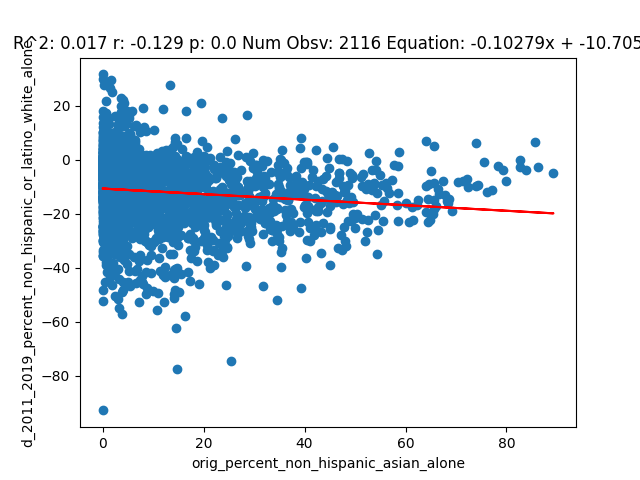 R^2: 0.017 r: -0.129 p: 0.0 Num Obsv: 2116 Equation: -0.10279x + -10.705
d_2011_2019_percent_non_hispanic_or_latino_white_alone
20
0
−20
−40
−60
−80
0 20 40 60 80
orig_percent_non_hispanic_asian_alone